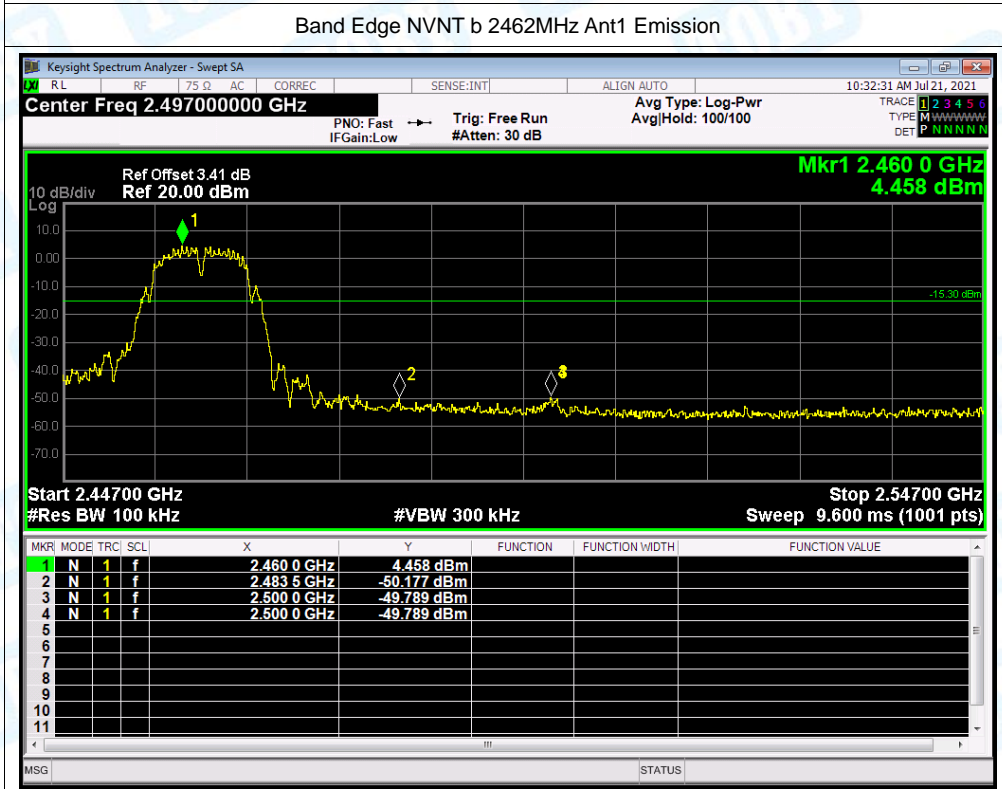 Band Edge NVNT b 2462MHz Ant1 Emission
Keysight Spectrum Analyzer - Swept SA
LXI RL RF 75 Ω AC CORREC SENSE:INT ALIGN AUTO 10:32:31 AM Jul 21, 2021
Center Freq 2.497000000 GHz Avg Type: Log-Pwr TRACE 1 2 3 4 5 6
PNO: Fast Trig: Free Run Avg|Hold: 100/100 TYPE M WWWWW
IFGain:Low #Atten: 30 dB DET P N N N N N
Mkr1 2.460 0 GHz
Ref Offset 3.41 dB
10 dB/div Ref 20.00 dBm 4.458 dBm
Log
1
10.0
0.00
-10.0
-15.30 dBm
-20.0
-30.0
-40.0
2
3
-50.0
-60.0
-70.0
Start 2.44700 GHz Stop 2.54700 GHz
#Res BW 100 kHz #VBW 300 kHz Sweep 9.600 ms (1001 pts)
MKR MODE TRC SCL X Y FUNCTION FUNCTION WIDTH FUNCTION VALUE
1 N 1 f 2.460 0 GHz 4.458 dBm
2 N 1 f 2.483 5 GHz -50.177 dBm
3 N 1 f 2.500 0 GHz -49.789 dBm
4 N 1 f 2.500 0 GHz -49.789 dBm
5
6
7
8
9
10
11
MSG STATUS